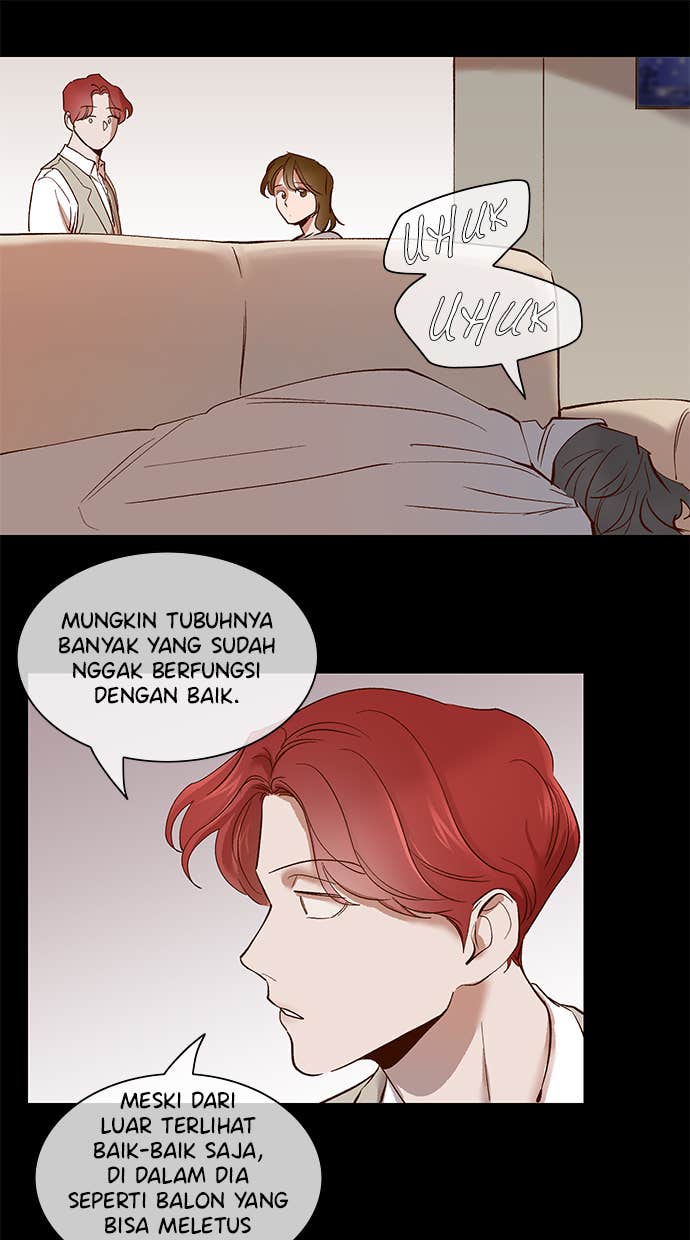 UHUK
UHUK
MUNGKIN TUBUHNYA
BANYAK YANG SUDAH
NGGAK BERFUNGSI
DENGAN BAIK.
MESKI DARI
LUAR TERLIHAT
BAIK-BAIK SAJA,
DI DALAM DIA
SEPERTI BALON YANG
BISA MELETUS